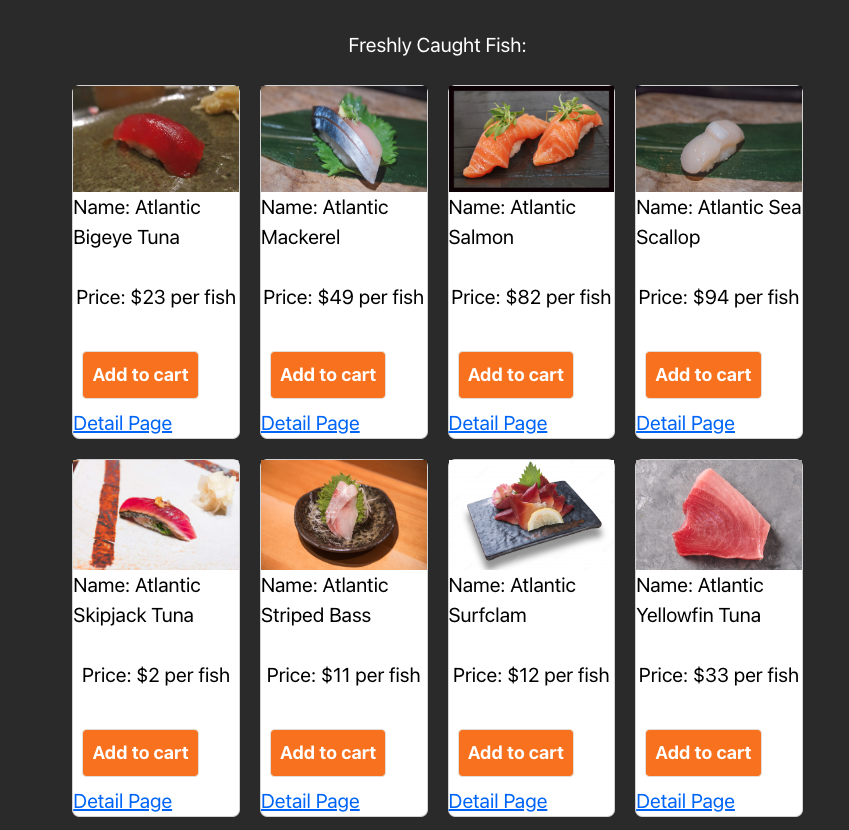 Freshly Caught Fish:
Name: Atlantic
Bigeye Tuna
Price: $23 per fish
Add to cart
Detail Page
Name: Atlantic
Mackerel
Price: $49 per fish
Add to cart
Detail Page
Name: Atlantic
Salmon
Price: $82 per fish
Add to cart
Detail Page
Name: Atlantic Sea
Scallop
Price: $94 per fish
Add to cart
Detail Page
Name: Atlantic
Skipjack Tuna
Price: $2 per fish
Add to cart
Detail Page
Name: Atlantic
Striped Bass
Price: $11 per fish
Add to cart
Detail Page
Name: Atlantic
Surfclam
Price: $12 per fish
Add to cart
Detail Page
Name: Atlantic
Yellowfin Tuna
Price: $33 per fish
Add to cart
Detail Page